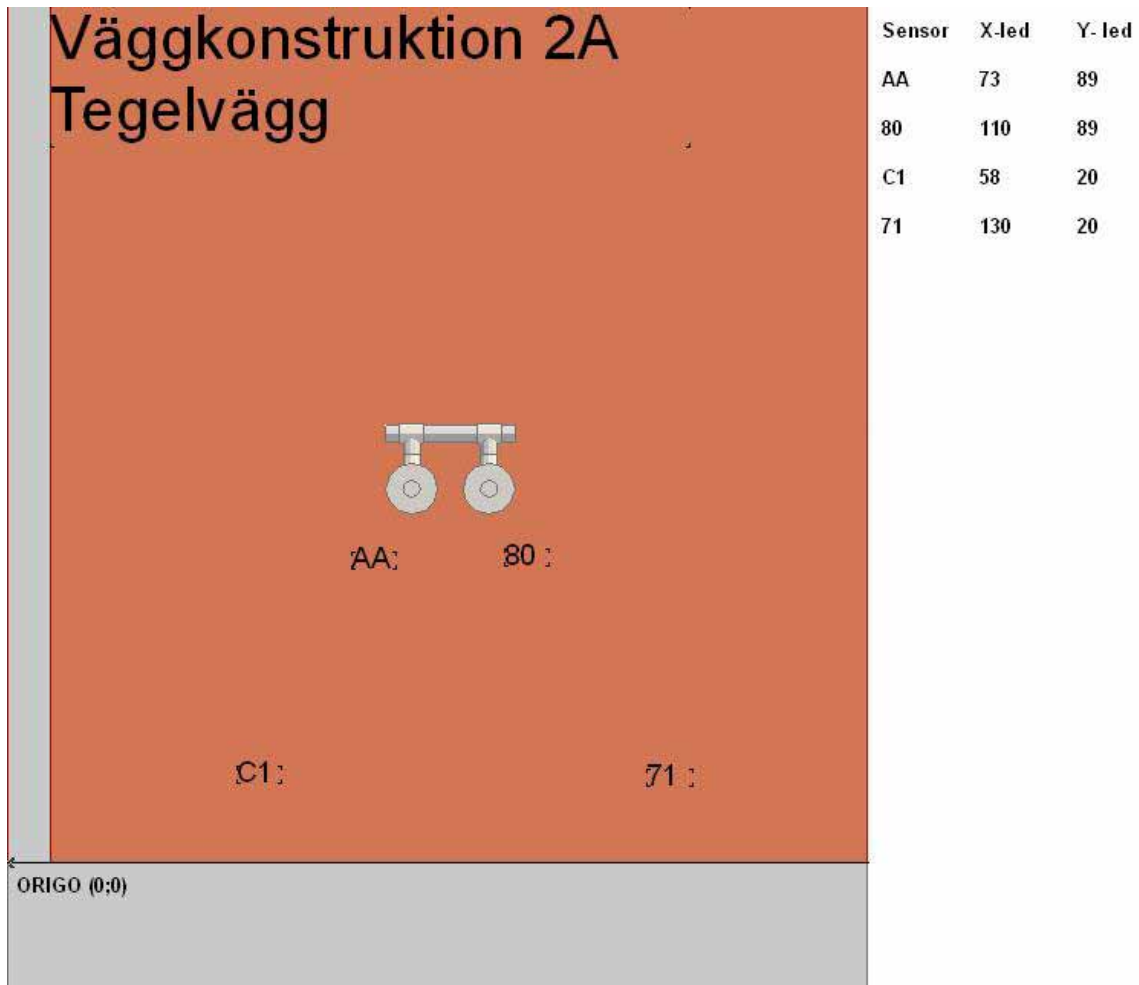 Väggkonstruktion 2A
Tegelvägg
Sensor X-led Y- led
AA 73 89
80 110 89
C1 58 20
71 130 20
AA 80
C1 71
ORIGO (0;0)